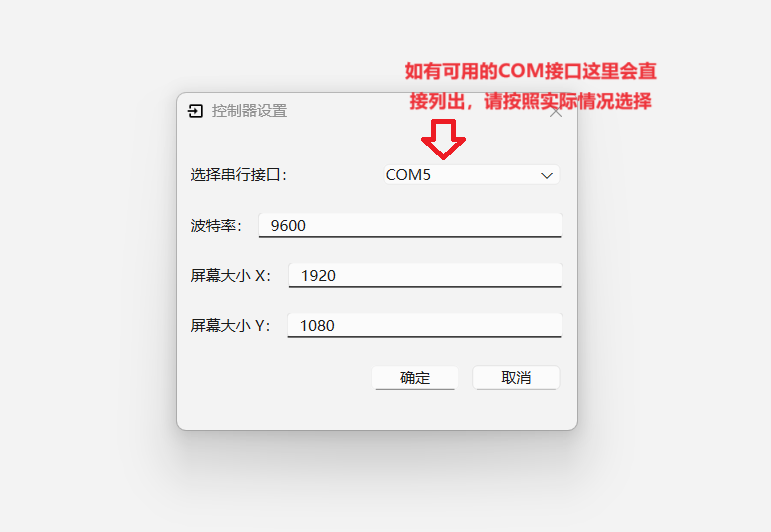 如有可用的COM接口这里会直
接列出，请按照实际情况选择
控制器设置
选择串行接口：
COM5
波特率：
9600
屏幕大小 X：
1920
屏幕大小 Y：
1080
确定
取消